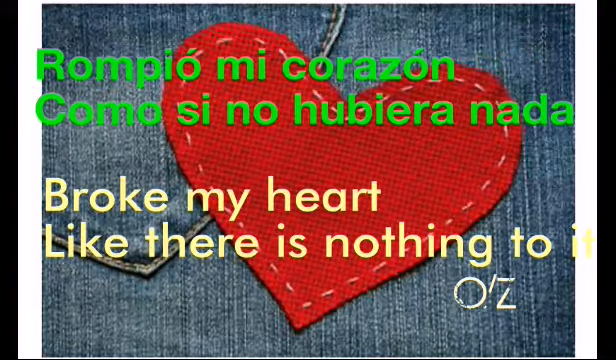 Rompió mi corazón
Como si no hubiera nada
Broke my heart
Like there is nothing to it
O'Z